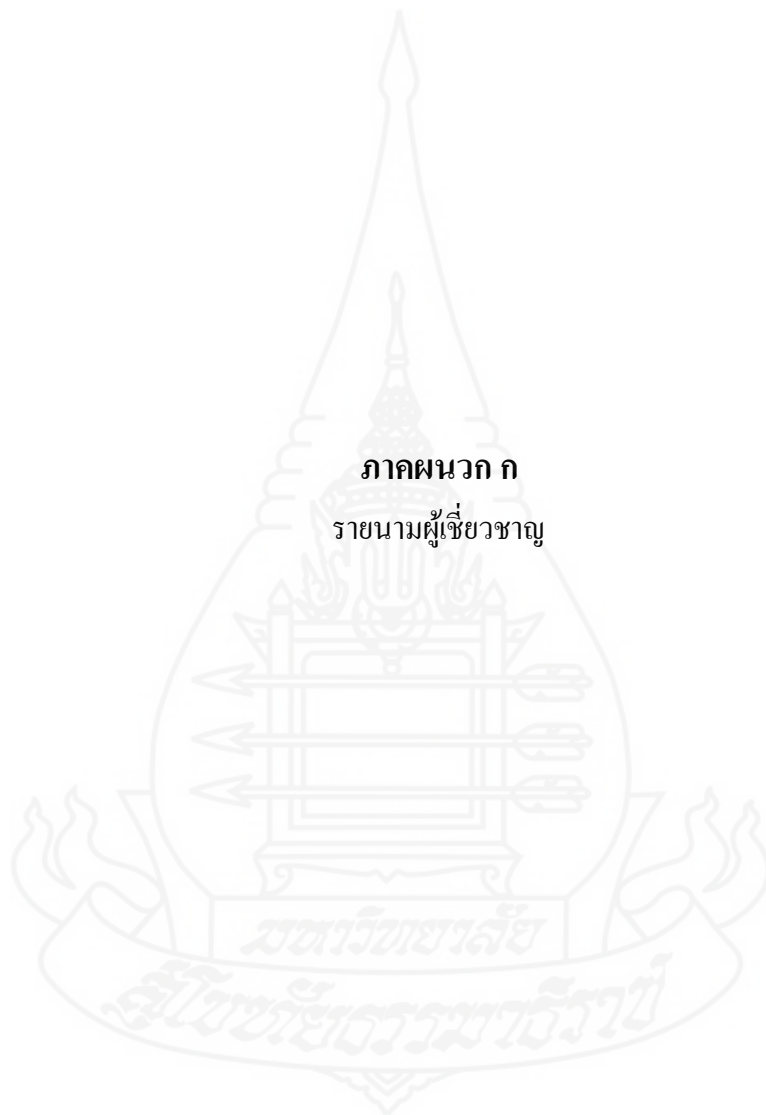 ภาคผนวก ก
รายนามผู้เชี่ยวชาญ
มหาวิทยาลัย
สุโขทัยธรรมาธิราช